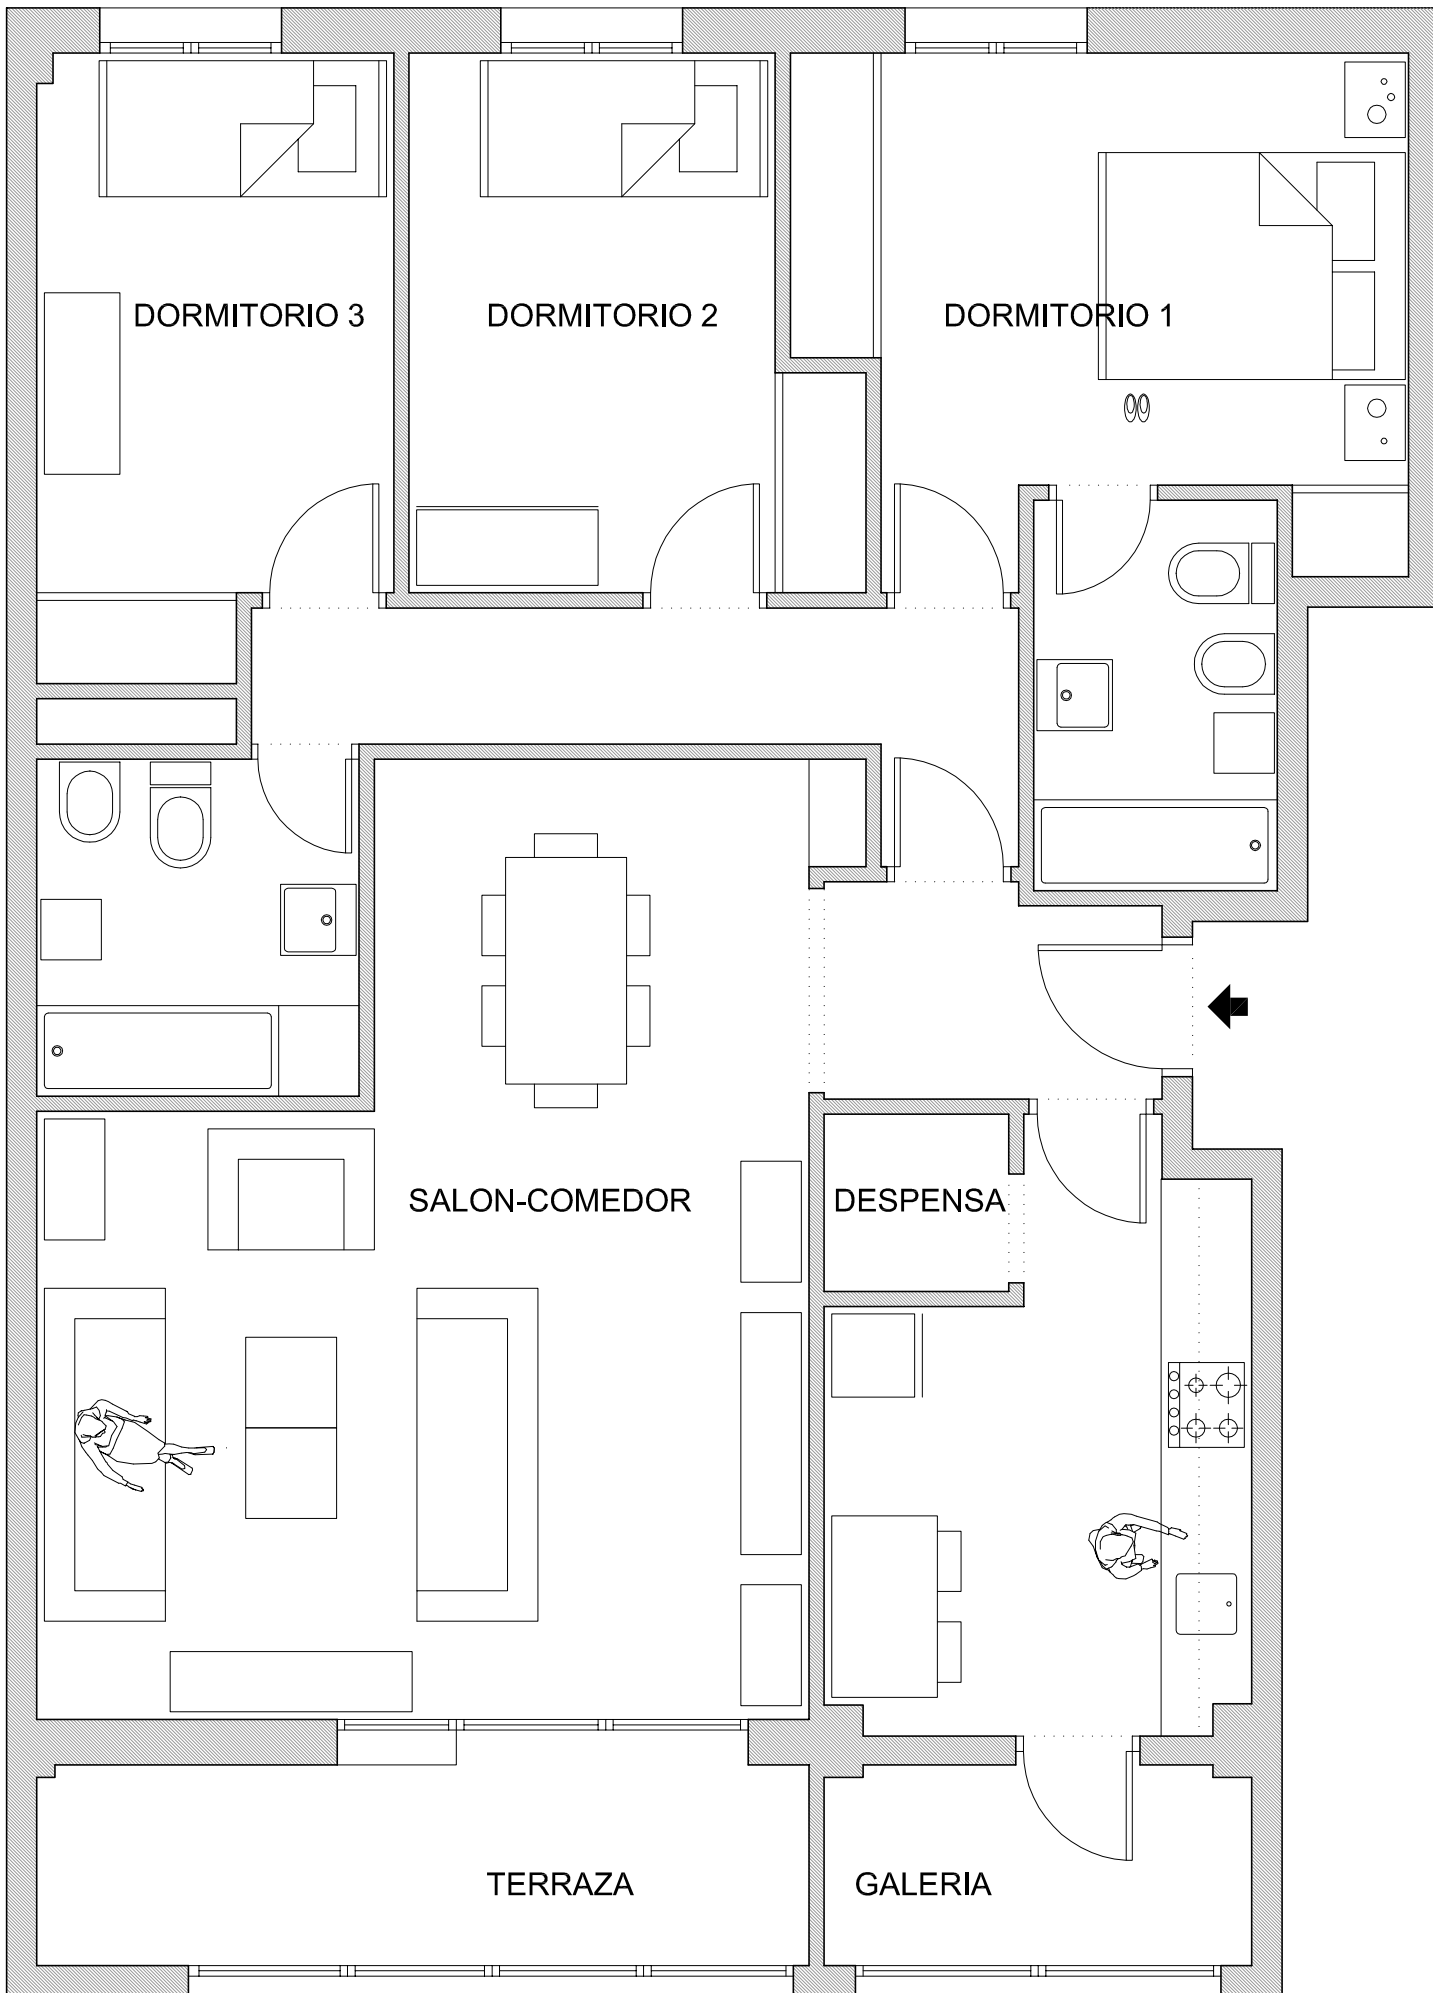 DORMITORIO 3
DORMITORIO 2
DORMITORIO 1
SALON-COMEDOR
DESPENSA
TERRAZA
GALERIA